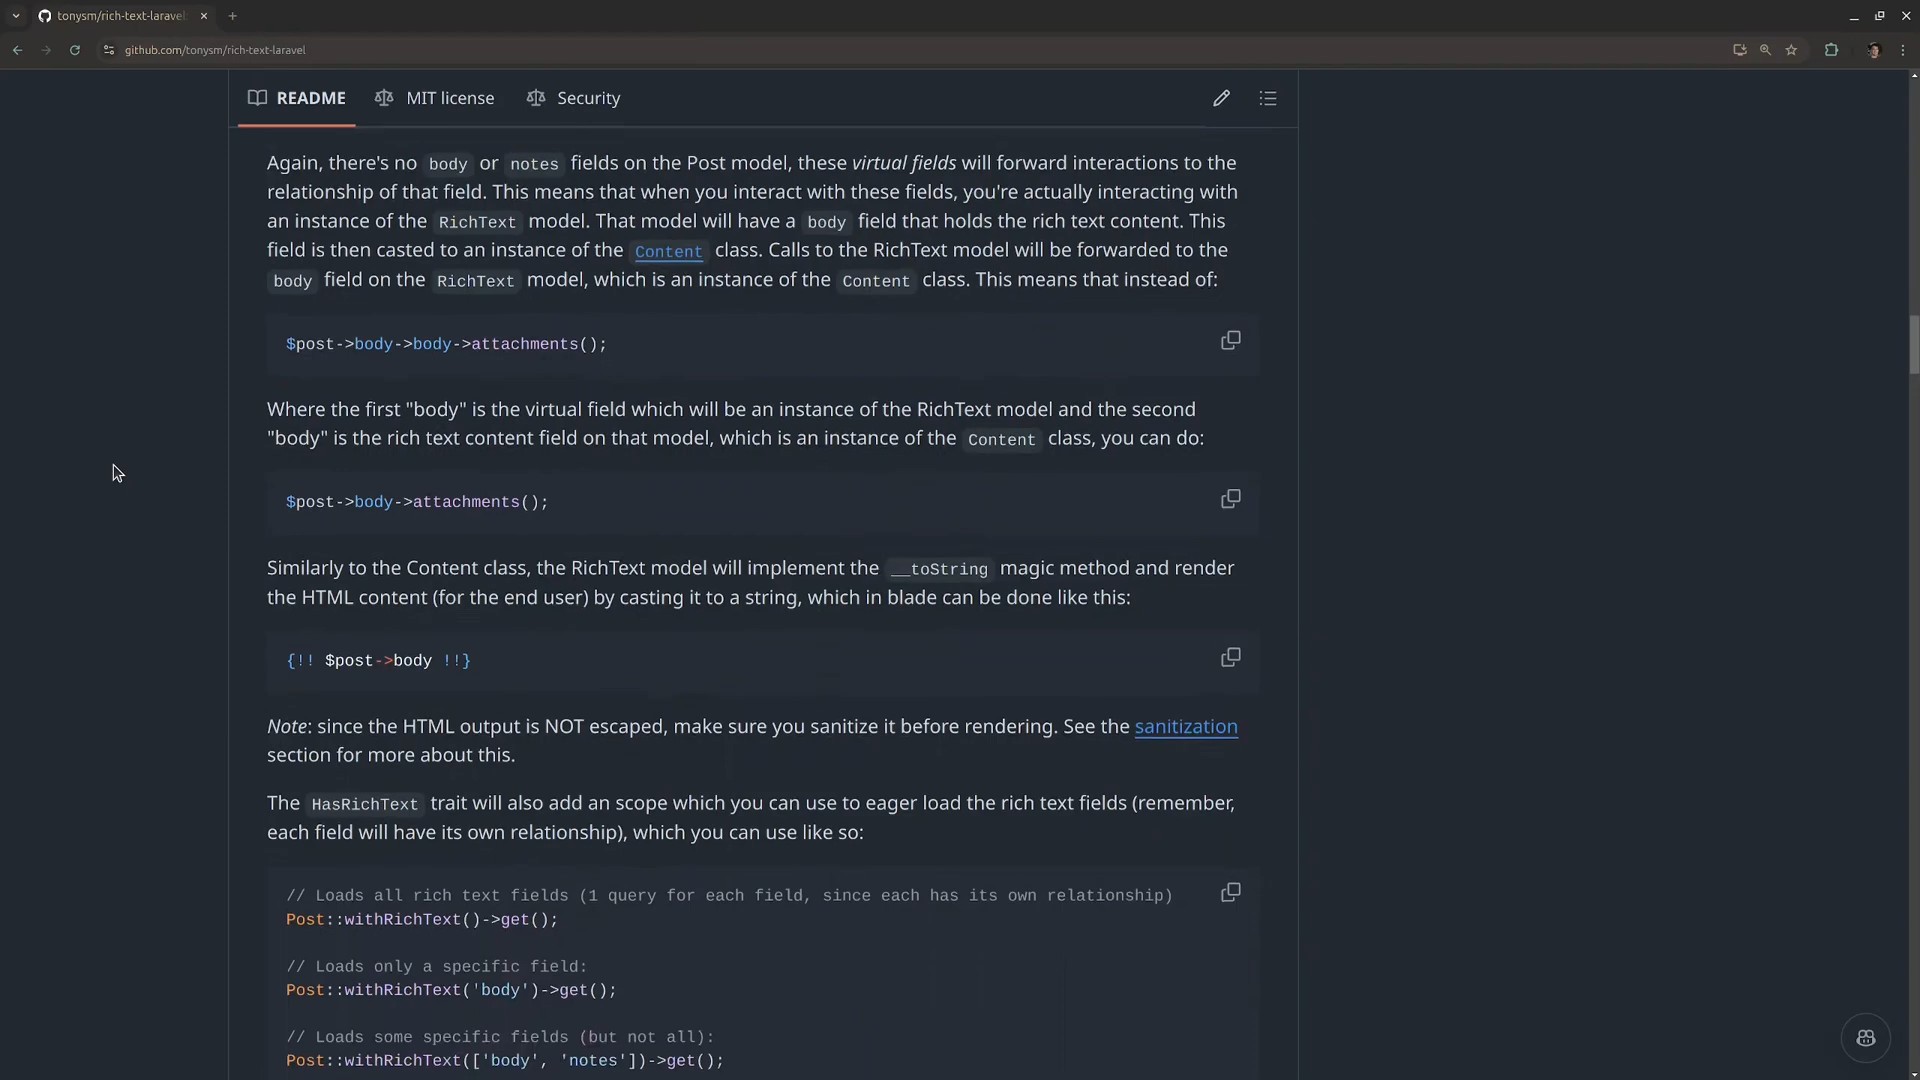 tonysm/rich-text-laravel
github.com/tonysm/rich-text-laravel
README
MIT license
Security
Again, there's no body or notes fields on the Post model, these virtual fields will forward interactions to the
relationship of that field. This means that when you interact with these fields, you're actually interacting with
an instance of the RichText model. That model will have a body field that holds the rich text content. This
field is then casted to an instance of the Content class. Calls to the RichText model will be forwarded to the
body field on the RichText model, which is an instance of the Content class. This means that instead of:
$post->body->body->attachments();
Where the first "body" is the virtual field which will be an instance of the RichText model and the second
"body" is the rich text content field on that model, which is an instance of the Content class, you can do:
$post->body->attachments();
Similarly to the Content class, the RichText model will implement the __toString magic method and render
the HTML content (for the end user) by casting it to a string, which in blade can be done like this:
{!! $post->body !!}
Note: since the HTML output is NOT escaped, make sure you sanitize it before rendering. See the sanitization
section for more about this.
The HasRichText trait will also add an scope which you can use to eager load the rich text fields (remember,
each field will have its own relationship), which you can use like so:
// Loads all rich text fields (1 query for each field, since each has its own relationship)
Post::withRichText()->get();
// Loads only a specific field:
Post::withRichText('body')->get();
// Loads some specific fields (but not all):
Post::withRichText(['body', 'notes'])->get();